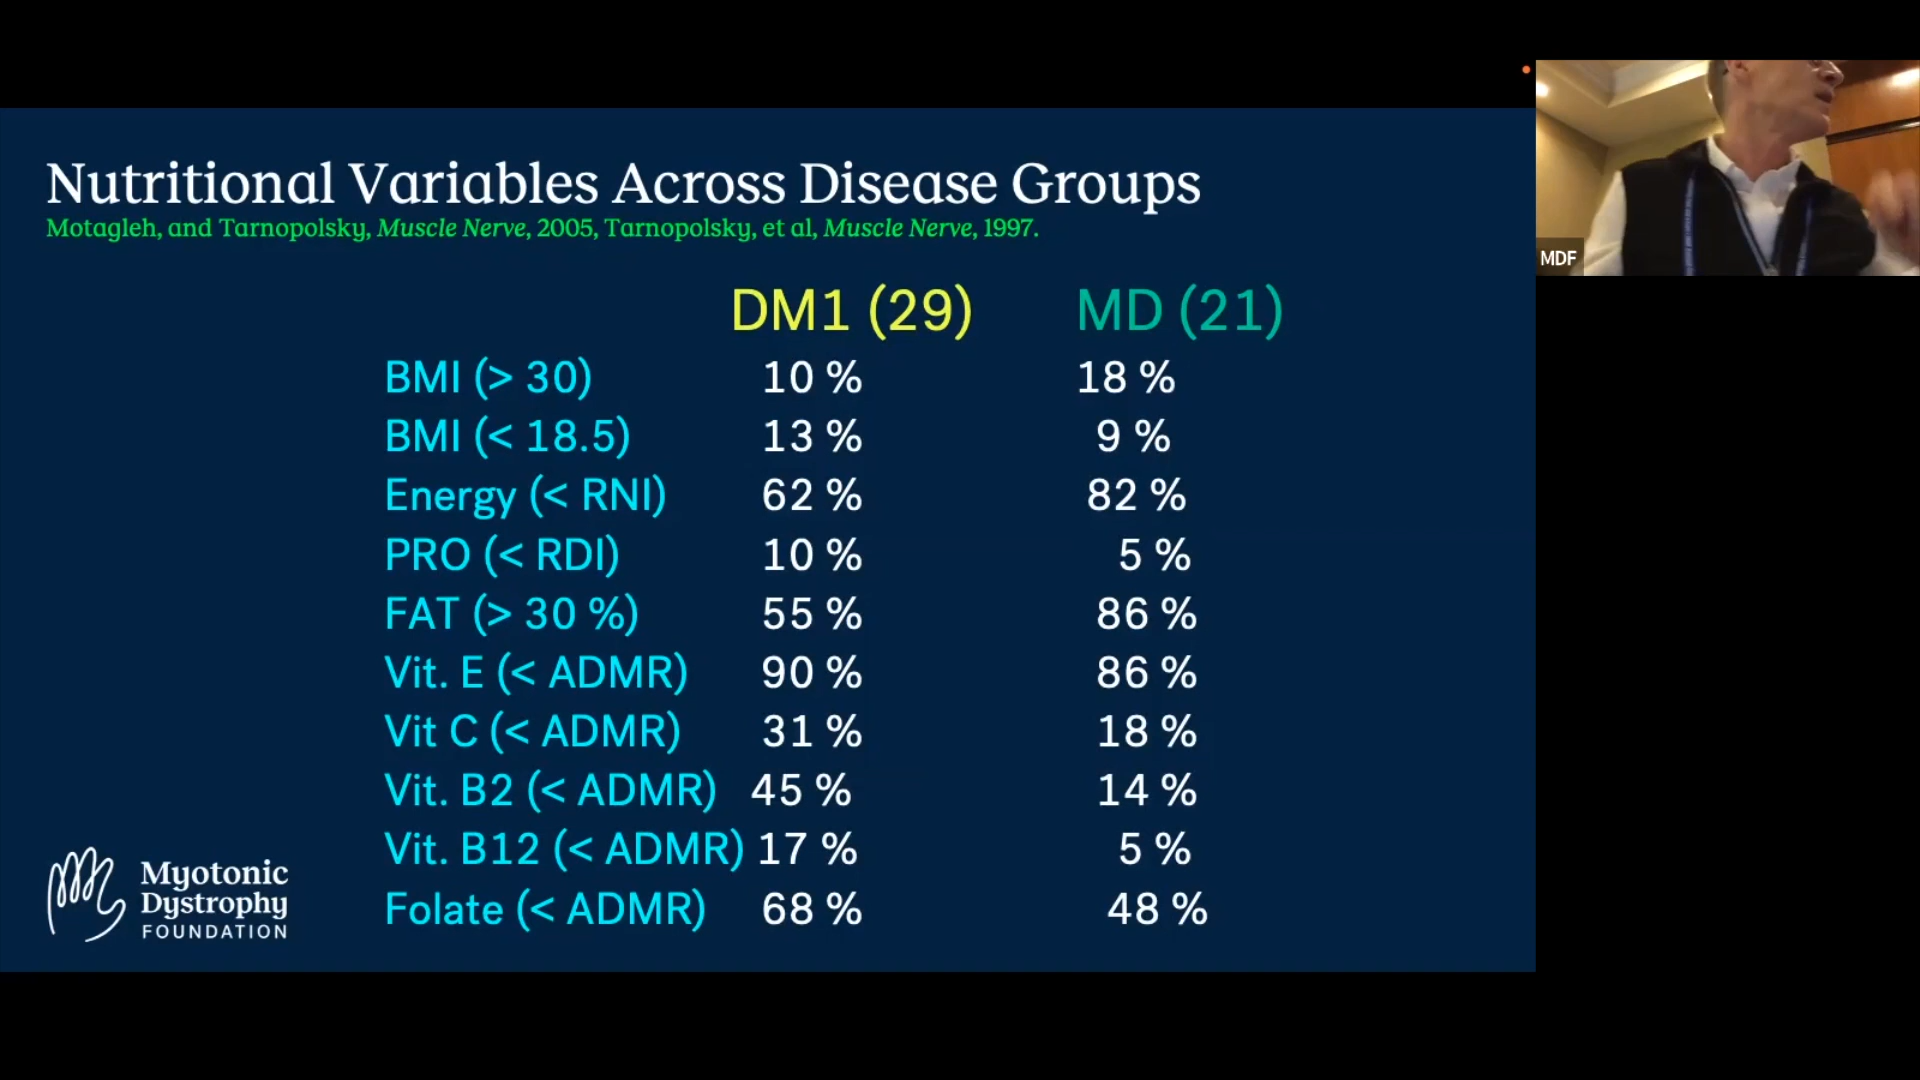 Nutritional Variables Across Disease Groups
Motagleh, and Tarnopolsky, Muscle Nerve, 2005, Tarnopolsky, et al, Muscle Nerve, 1997.
DM1 (29) MD (21)
BMI (> 30) 10 % 18 %
BMI (< 18.5) 13 % 9 %
Energy (< RNI) 62 % 82 %
PRO (< RDI) 10 % 5 %
FAT (> 30 %) 55 % 86 %
Vit. E (< ADMR) 90 % 86 %
Vit C (< ADMR) 31 % 18 %
Vit. B2 (< ADMR) 45 % 14 %
Vit. B12 (< ADMR) 17 % 5 %
Folate (< ADMR) 68 % 48 %
Myotonic
Dystrophy
FOUNDATION
MDF